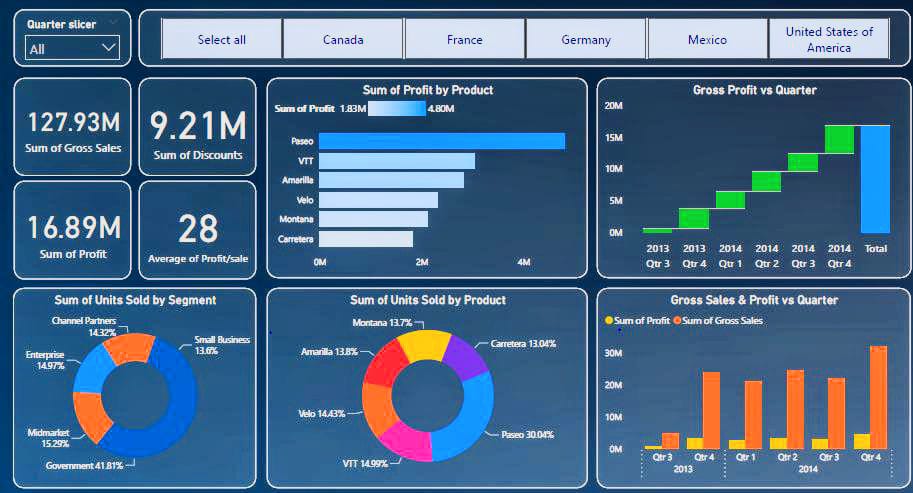 Quarter slicer
All
Select all
Canada
France
Germany
Mexico
United States of
America
127.93M
Sum of Gross Sales
9.21M
Sum of Discounts
16.89M
Sum of Profit
28
Average of Profit/sale
Sum of Profit by Product
Sum of Profit 1.83M 4.80M
Paseo
VTT
Amarilla
Velo
Montana
Carretera
0M 2M 4M
Gross Profit vs Quarter
20M
15M
10M
5M
0M
2013 2013 2014 2014 2014 2014 Total
Qtr 3 Qtr 4 Qtr 1 Qtr 2 Qtr 3 Qtr 4
Sum of Units Sold by Segment
Channel Partners
14.32%
Small Business
13.6%
Enterprise
14.97%
Midmarket
15.29%
Government 41.81%
Sum of Units Sold by Product
Montana 13.7%
Carretera 13.04%
Amarilla 13.8%
Velo 14.43%
Paseo 30.04%
VTT 14.99%
Gross Sales & Profit vs Quarter
Sum of Profit Sum of Gross Sales
30M
20M
10M
0M
Qtr 3 Qtr 4 Qtr 1 Qtr 2 Qtr 3 Qtr 4
2013 2014